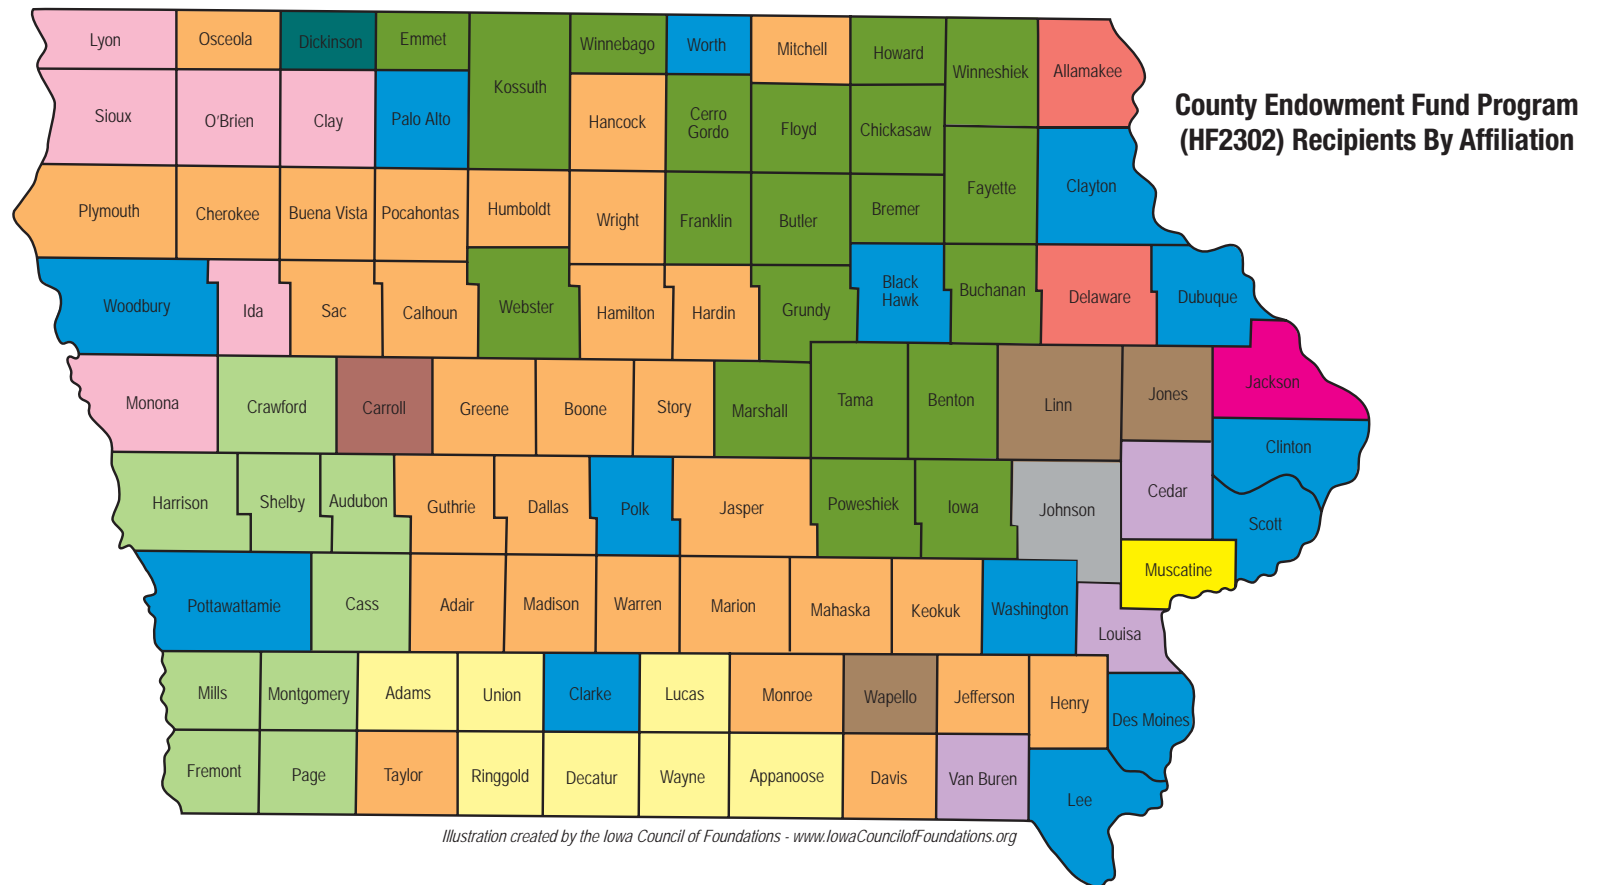 County Endowment Fund Program
(HF2302) Recipients By Affiliation
Lyon
Osceola
Dickinson
Emmet
Kossuth
Winnebago
Worth
Mitchell
Howard
Winneshiek
Allamakee
Sioux
O'Brien
Clay
Palo Alto
Hancock
Cerro
Gordo
Floyd
Chickasaw
Fayette
Clayton
Plymouth
Cherokee
Buena Vista
Pocahontas
Humboldt
Wright
Franklin
Butler
Bremer
Woodbury
Ida
Sac
Calhoun
Webster
Hamilton
Hardin
Grundy
Black
Hawk
Buchanan
Delaware
Dubuque
Monona
Crawford
Carroll
Greene
Boone
Story
Marshall
Tama
Benton
Linn
Jones
Jackson
Clinton
Harrison
Shelby
Audubon
Guthrie
Dallas
Polk
Jasper
Poweshiek
Iowa
Johnson
Cedar
Scott
Muscatine
Pottawattamie
Cass
Adair
Madison
Warren
Marion
Mahaska
Keokuk
Washington
Louisa
Mills
Montgomery
Adams
Union
Clarke
Lucas
Monroe
Wapello
Jefferson
Henry
Des Moines
Fremont
Page
Taylor
Ringgold
Decatur
Wayne
Appanoose
Davis
Van Buren
Lee
Illustration created by the Iowa Council of Foundations - www.IowaCouncilofFoundations.org